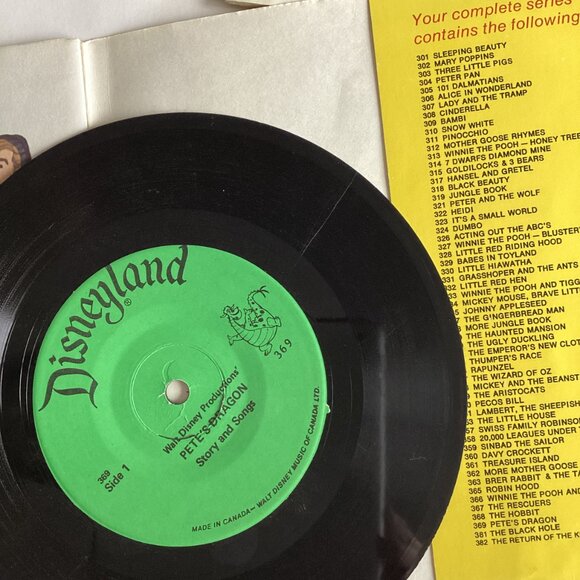 Your complete series
contains the following
301 SLEEPING BEAUTY
302 MARY POPPINS
303 THREE LITTLE PIGS
304 PETER PAN
305 101 DALMATIANS
306 ALICE IN WONDERLAND
307 LADY AND THE TRAMP
308 CINDERELLA
309 BAMBI
310 SNOW WHITE
311 PINOCCHIO
312 MOTHER GOOSE RHYMES
313 WINNIE THE POOH — HONEY TREE
314 7 DWARFS DIAMOND MINE
315 GOLDILOCKS & 3 BEARS
317 HANSEL AND GRETEL
318 BLACK BEAUTY
319 JUNGLE BOOK
321 PETER AND THE WOLF
322 HEIDI
323 IT'S A SMALL WORLD
324 DUMBO
326 ACTING OUT THE ABC'S
327 WINNIE THE POOH — BLUSTER
328 LITTLE RED RIDING HOOD
329 BABES IN TOYLAND
330 LITTLE HIAWATHA
331 GRASSHOPPER AND THE ANTS
32 LITTLE RED HEN
33 WINNIE THE POOH AND TIGG
34 MICKEY MOUSE, BRAVE LITTL
35 JOHNNY APPLESEED
THE GINGERBREAD MAN
MORE JUNGLE BOOK
THE HAUNTED MANSION
THE UGLY DUCKLING
THE EMPEROR'S NEW CLOT
THUMPER'S RACE
RAPUNZEL
THE WIZARD OF OZ
MICKEY AND THE BEANST
THE ARISTOCATS
PECOS BILL
LAMBERT, THE SHEEPISH
THE LITTLE HOUSE
57 SWISS FAMILY ROBINSON
958 20,000 LEAGUES UNDER
359 SINBAD THE SAILOR
360 DAVY CROCKETT
361 TREASURE ISLAND
362 MORE MOTHER GOOSE
363 BRER RABBIT & THE TA
365 ROBIN HOOD
366 WINNIE THE POOH AND
367 THE RESCUERS
368 THE HOBBIT
369 PETE'S DRAGON
381 THE BLACK HOLE
382 THE RETURN OF THE K
Disneyland®
369
Walt Disney Productions'
PETE'S DRAGON
Story and Songs
369
Side 1
MADE IN CANADA—WALT DISNEY MUSIC OF CANADA LTD.